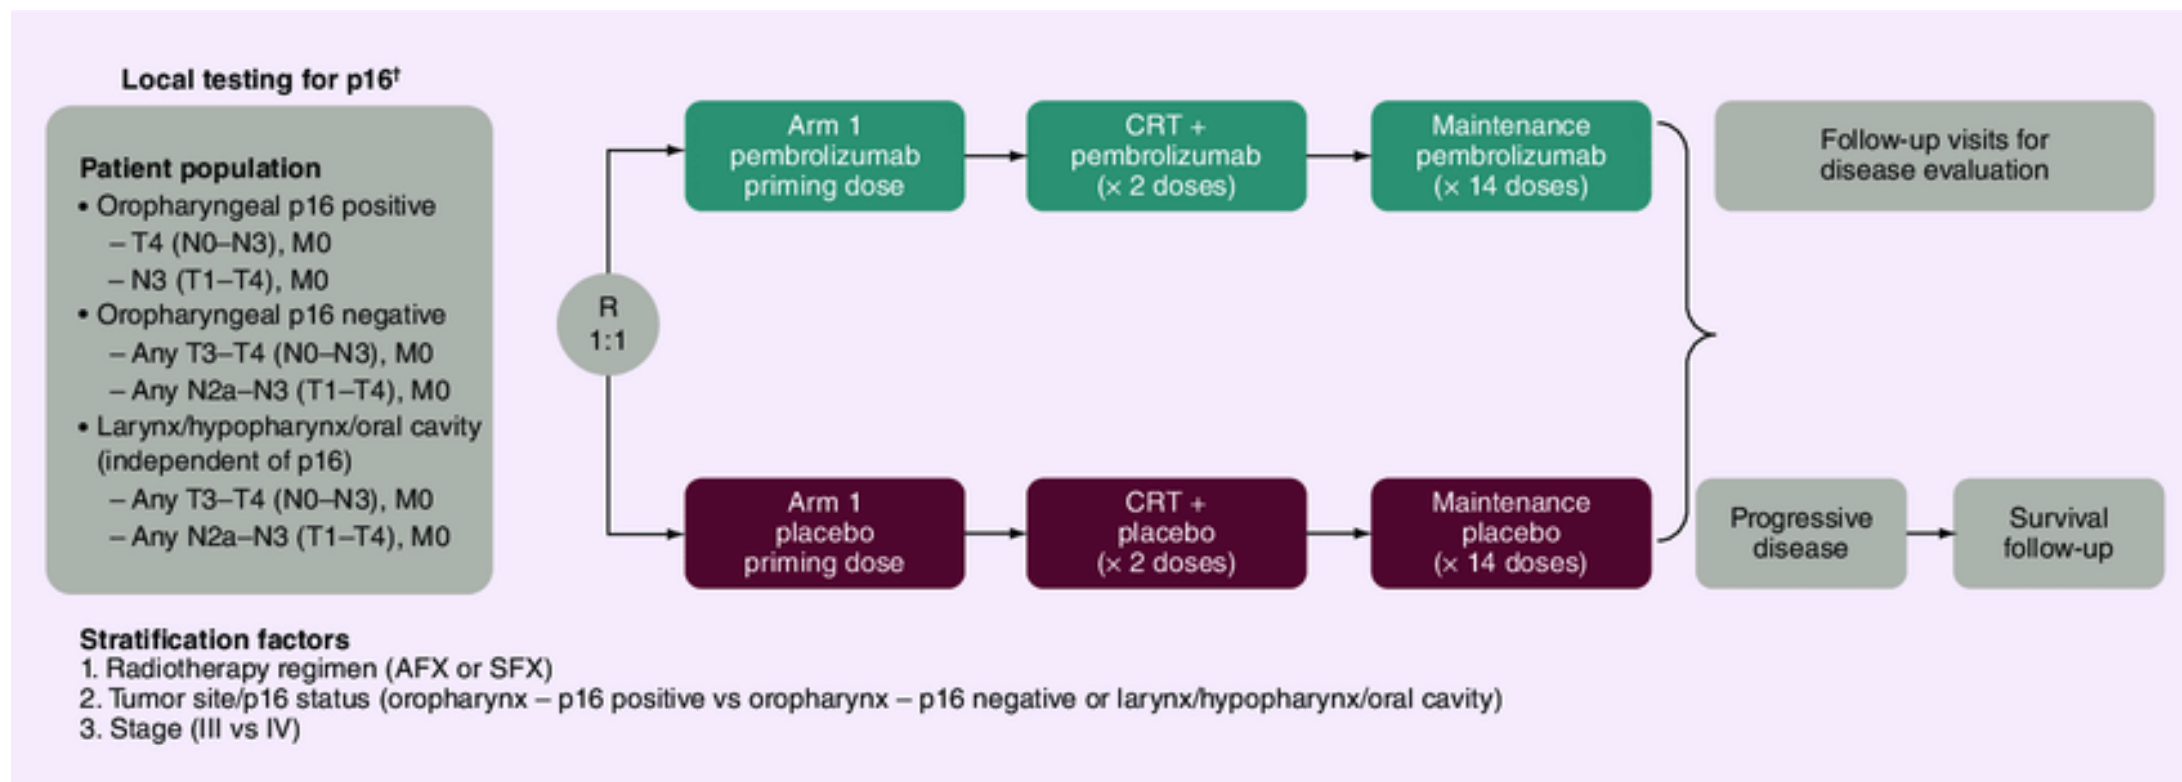 Local testing for p16†
Patient population
• Oropharyngeal p16 positive
– T4 (N0–N3), M0
– N3 (T1–T4), M0
• Oropharyngeal p16 negative
– Any T3–T4 (N0–N3), M0
– Any N2a–N3 (T1–T4), M0
• Larynx/hypopharynx/oral cavity
(independent of p16)
– Any T3–T4 (N0–N3), M0
– Any N2a–N3 (T1–T4), M0
R
1:1
Arm 1
pembrolizumab
priming dose
CRT +
pembrolizumab
(× 2 doses)
Maintenance
pembrolizumab
(× 14 doses)
Follow-up visits for
disease evaluation
Arm 1
placebo
priming dose
CRT +
placebo
(× 2 doses)
Maintenance
placebo
(× 14 doses)
Progressive
disease
Survival
follow-up
Stratification factors
1. Radiotherapy regimen (AFX or SFX)
2. Tumor site/p16 status (oropharynx – p16 positive vs oropharynx – p16 negative or larynx/hypopharynx/oral cavity)
3. Stage (III vs IV)